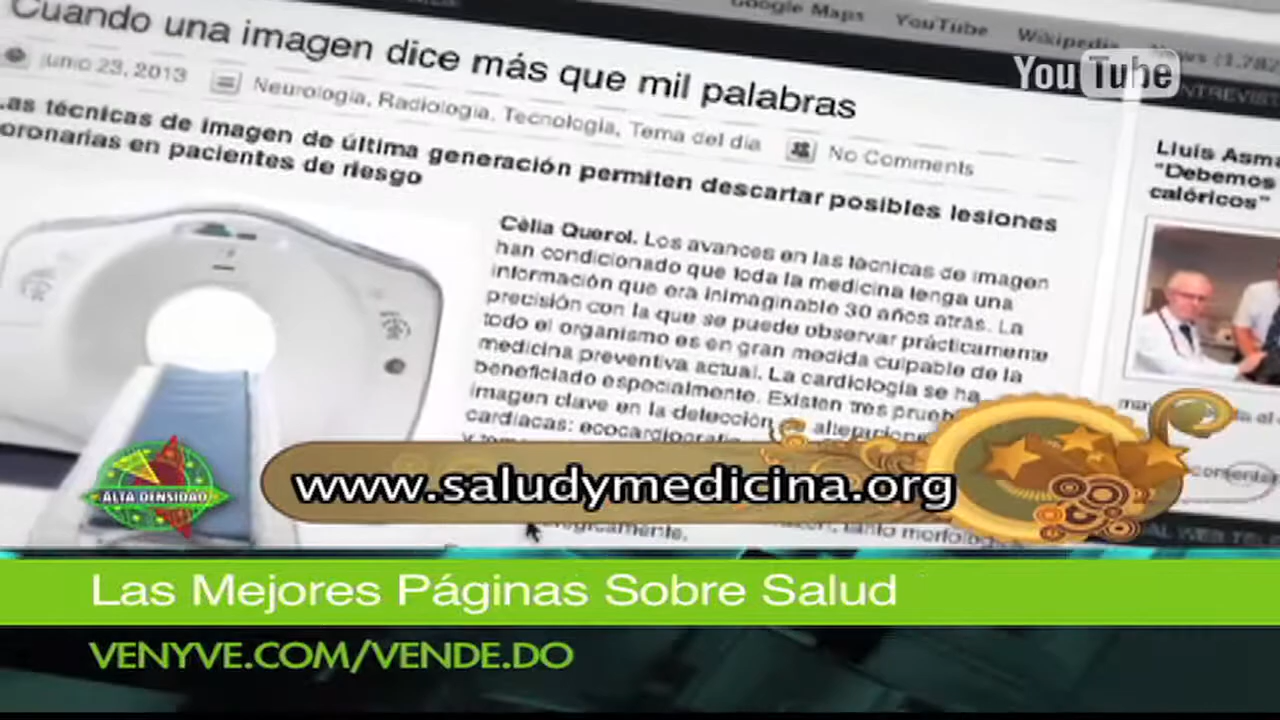 Google Maps YouTube Wikipedia News (1.782
YouTube
Cuando una imagen dice más que mil palabras
junio 23, 2013 Neurología, Radiología, Tecnología, Tema del día No Comments
Las técnicas de imagen de última generación permiten descartar posibles lesiones
coronarias en pacientes de riesgo
Cèlia Querol. Los avances en las técnicas de imagen
han condicionado que toda la medicina tenga una
información que era inimaginable 30 años atrás. La
precisión con la que se puede observar prácticamente
todo el organismo es en gran medida culpable de la
medicina preventiva actual. La cardiología se ha
beneficiado especialmente. Existen tres prueb
imagen clave en la detección alteracione
cardíacas: ecocardiografía
Lluís Asma
"Debemos
calóricos"
ALTA DENSIDAD
www.saludymedicina.org
Las Mejores Páginas Sobre Salud
VENYVE.COM/VENDE.DO